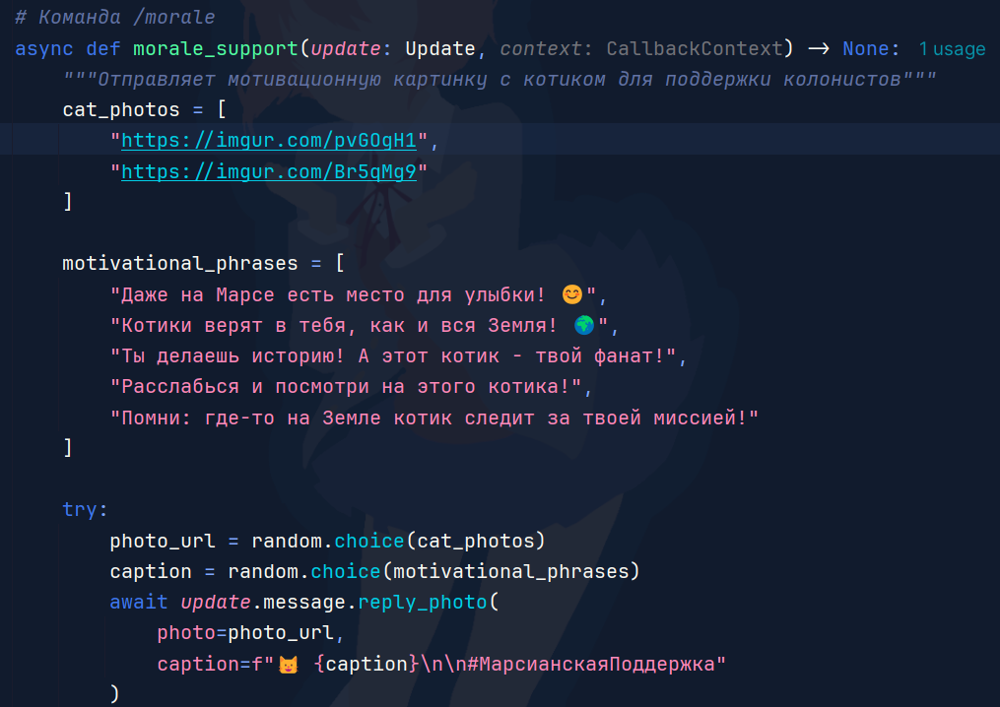 # Команда /morale
async def morale_support(update: Update, context: CallbackContext) -> None: 1 usage
"""Отправляет мотивационную картинку с котиком для поддержки колонистов"""
cat_photos = [
"https://imgur.com/pvGOgH1",
"https://imgur.com/Br5qMg9"
]
motivational_phrases = [
"Даже на Марсе есть место для улыбки! 😊",
"Котики верят в тебя, как и вся Земля! 🌍",
"Ты делаешь историю! А этот котик - твой фанат!",
"Расслабься и посмотри на этого котика!",
"Помни: где-то на Земле котик следит за твоей миссией!"
]
try:
photo_url = random.choice(cat_photos)
caption = random.choice(motivational_phrases)
await update.message.reply_photo(
photo=photo_url,
caption=f"😺 {caption}\n\n#МарсианскаяПоддержка"
)